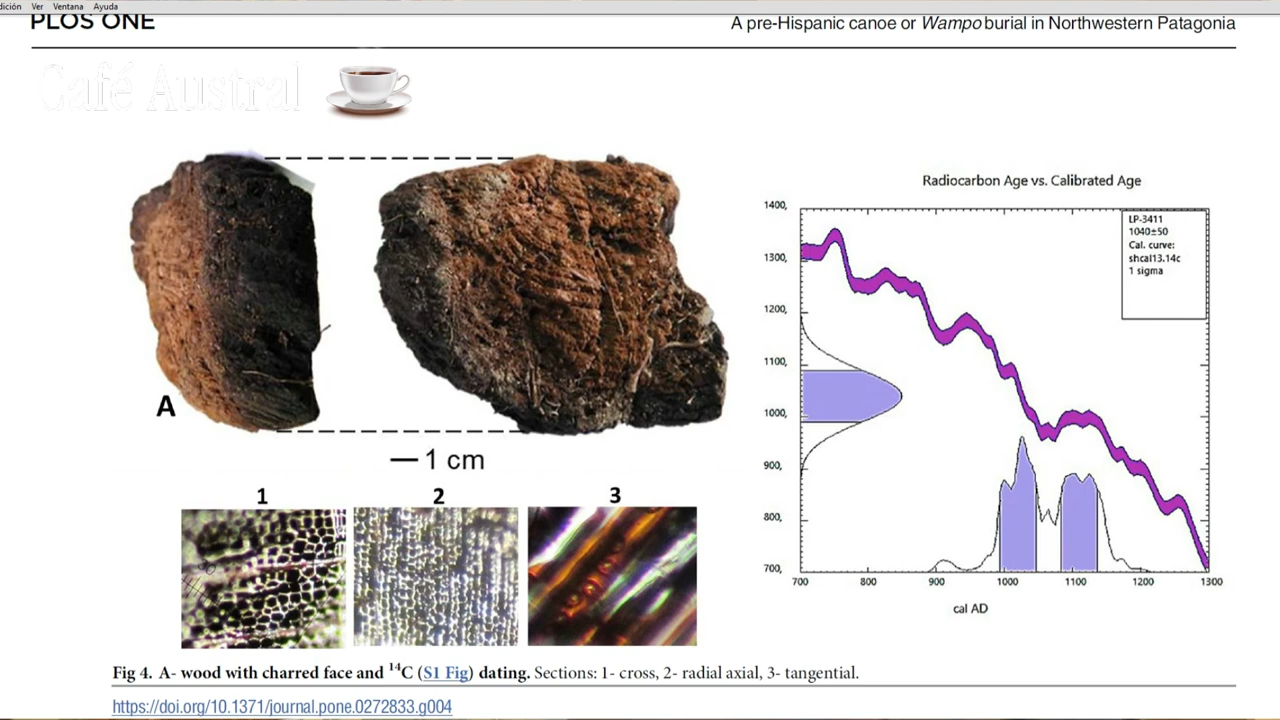 dición Ver Ventana Ayuda
PLOS ONE
A pre-Hispanic canoe or Wampo burial in Northwestern Patagonia
Café Austral
Radiocarbon Age vs. Calibrated Age
1400,
1300,
1200,
1100,
1000,
900,
800,
700,
LP-3411
1040±50
Cal. curve:
shcal13.14c
1 sigma
700 800 900 1000 1100 1200 1300
cal AD
A
1 cm
1 2 3
Fig 4. A- wood with charred face and 14C (S1 Fig) dating. Sections: 1- cross, 2- radial axial, 3- tangential.
https://doi.org/10.1371/journal.pone.0272833.g004